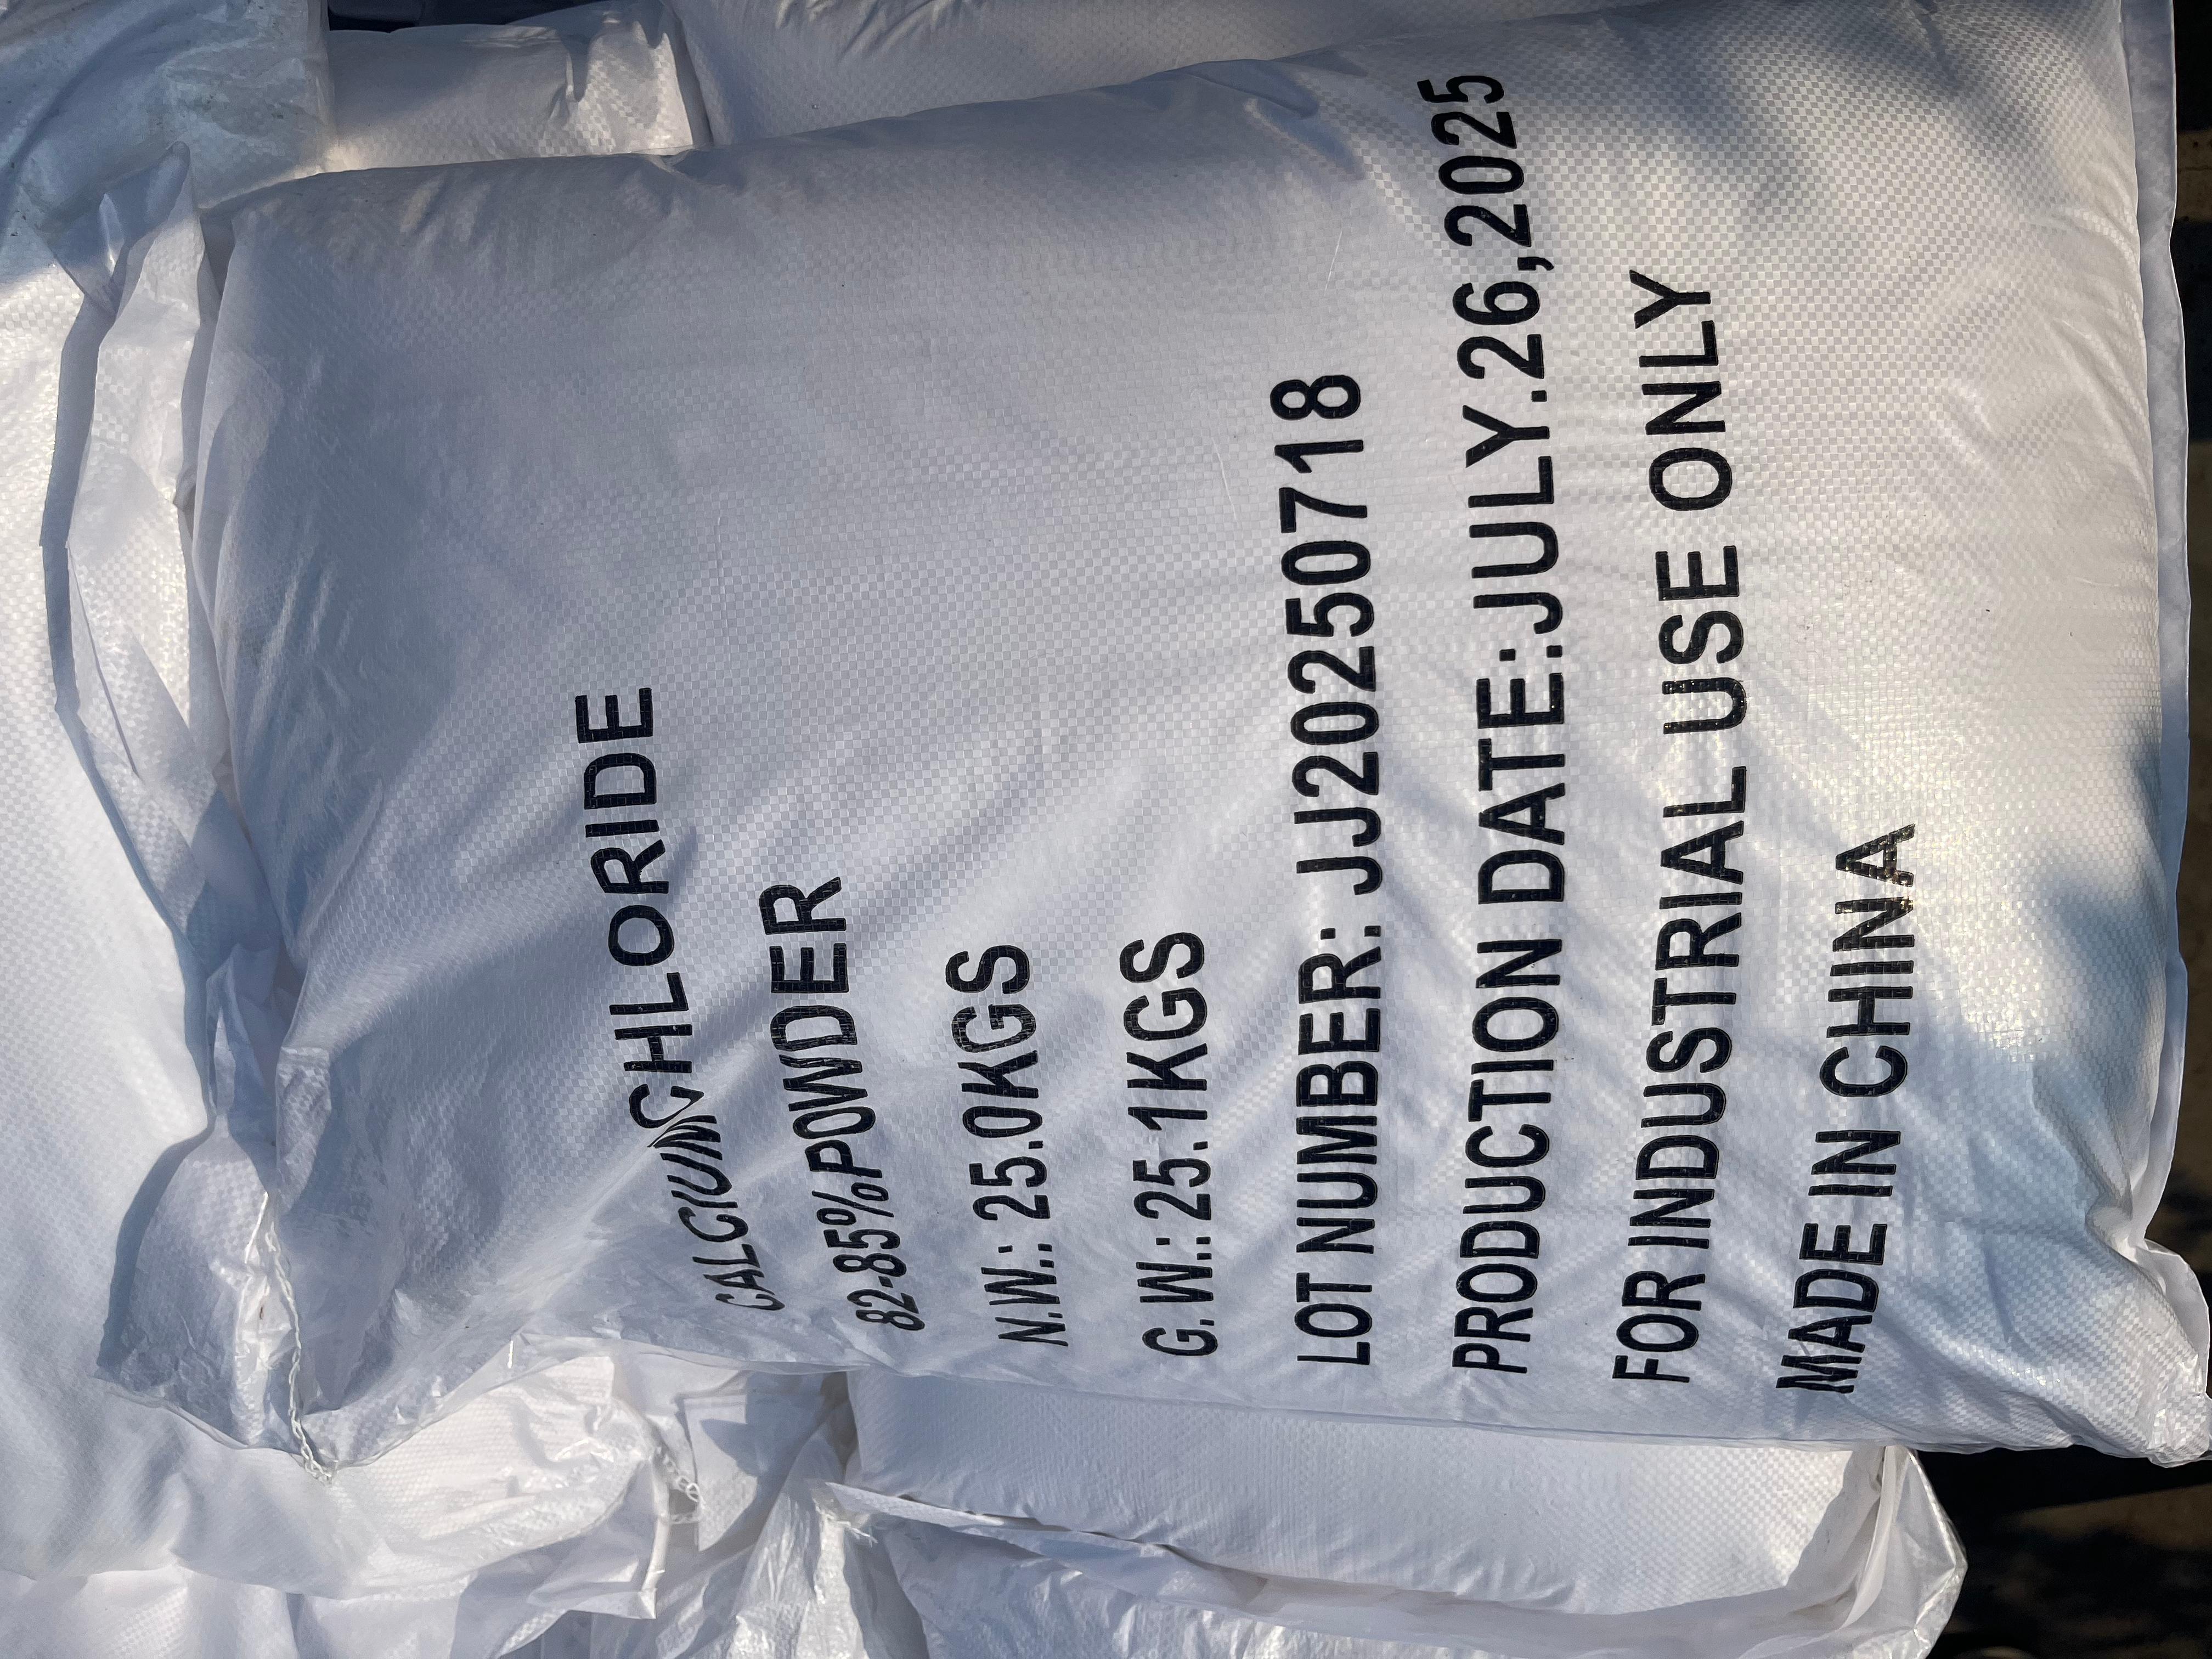 CALCIUM CHLORIDE
82-85% POWDER
N.W.: 25.0KGS
G.W.: 25.1KGS
LOT NUMBER: JJ20250718
PRODUCTION DATE:JULY.26,2025
FOR INDUSTRIAL USE ONLY
MADE IN CHINA